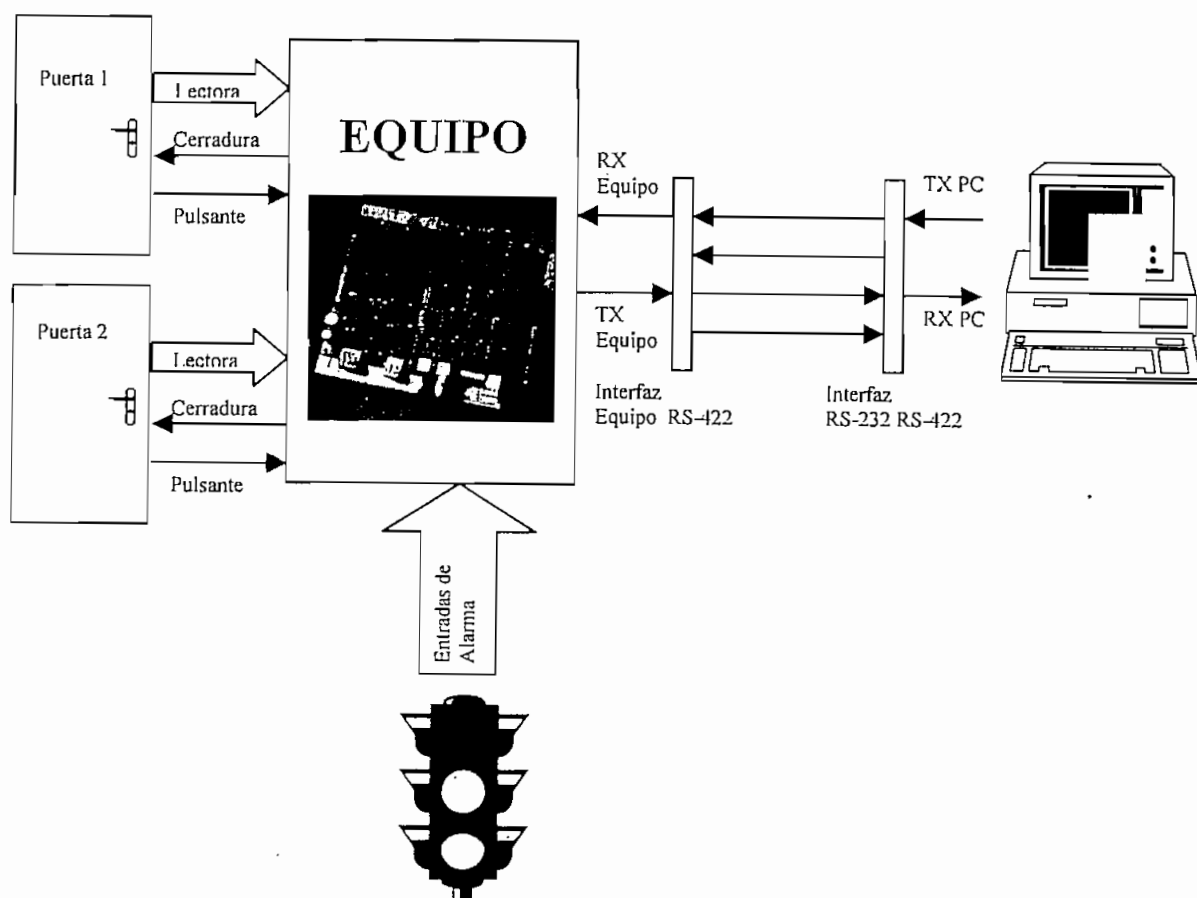 Puerta 1
Lectora
Cerradura
Pulsante
EQUIPO
RX
Equipo
TX PC
TX
Equipo
RX PC
Puerta 2
Lectora
Cerradura
Pulsante
Interfaz
Equipo RS-422
Interfaz
RS-232 RS-422
Entradas de
Alarma